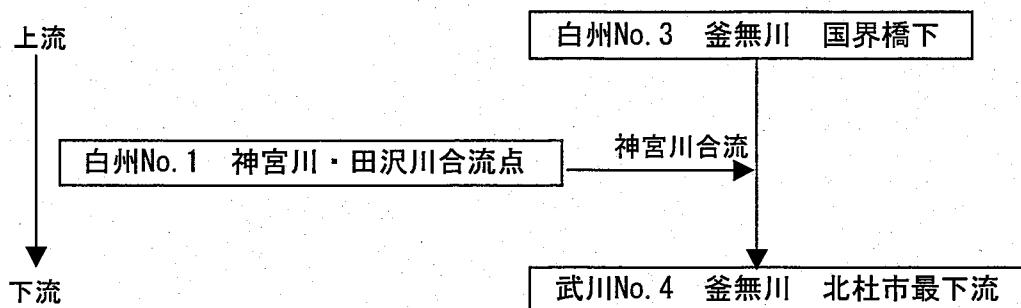 上流
白州No.3 釜無川 国界橋下
白州No.1 神宮川・田沢川合流点
神宮川合流
下流
武川No.4 釜無川 北杜市最下流